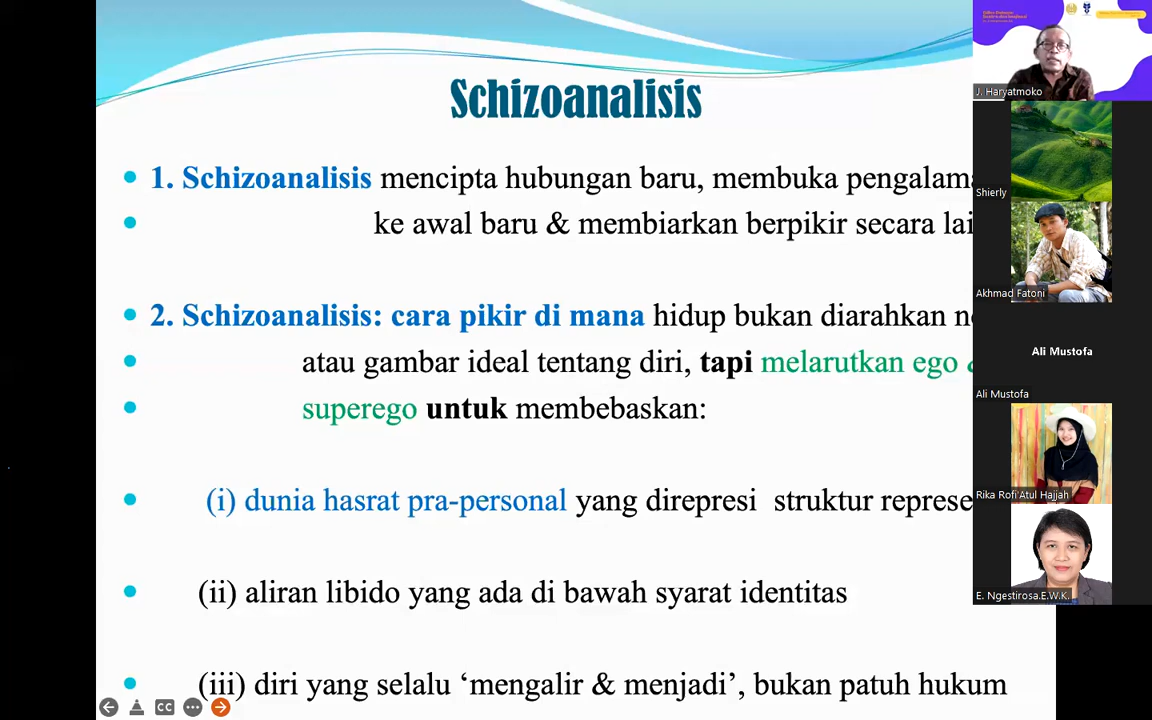 Schizoanalisis
1. Schizoanalisis mencipta hubungan baru, membuka
ke awal baru & membiarkan berpikir secara
2. Schizoanalisis: cara pikir di mana hidup bukan diarahkan
atau gambar ideal tentang diri, tapi melarutkan ego
superego untuk membebaskan:
(i) dunia hasrat pra-personal yang direpresi struktur
(ii) aliran libido yang ada di bawah syarat identitas
(iii) diri yang selalu ‘mengalir & menjadi’, bukan patuh hukum
CC
J. Haryatmoko
Shierly
Akhmad Fatoni
Ali Mustofa
Ali Mustofa
Rika Rofi'Atul Hajjah
E. Ngestirosa.E.W.K.